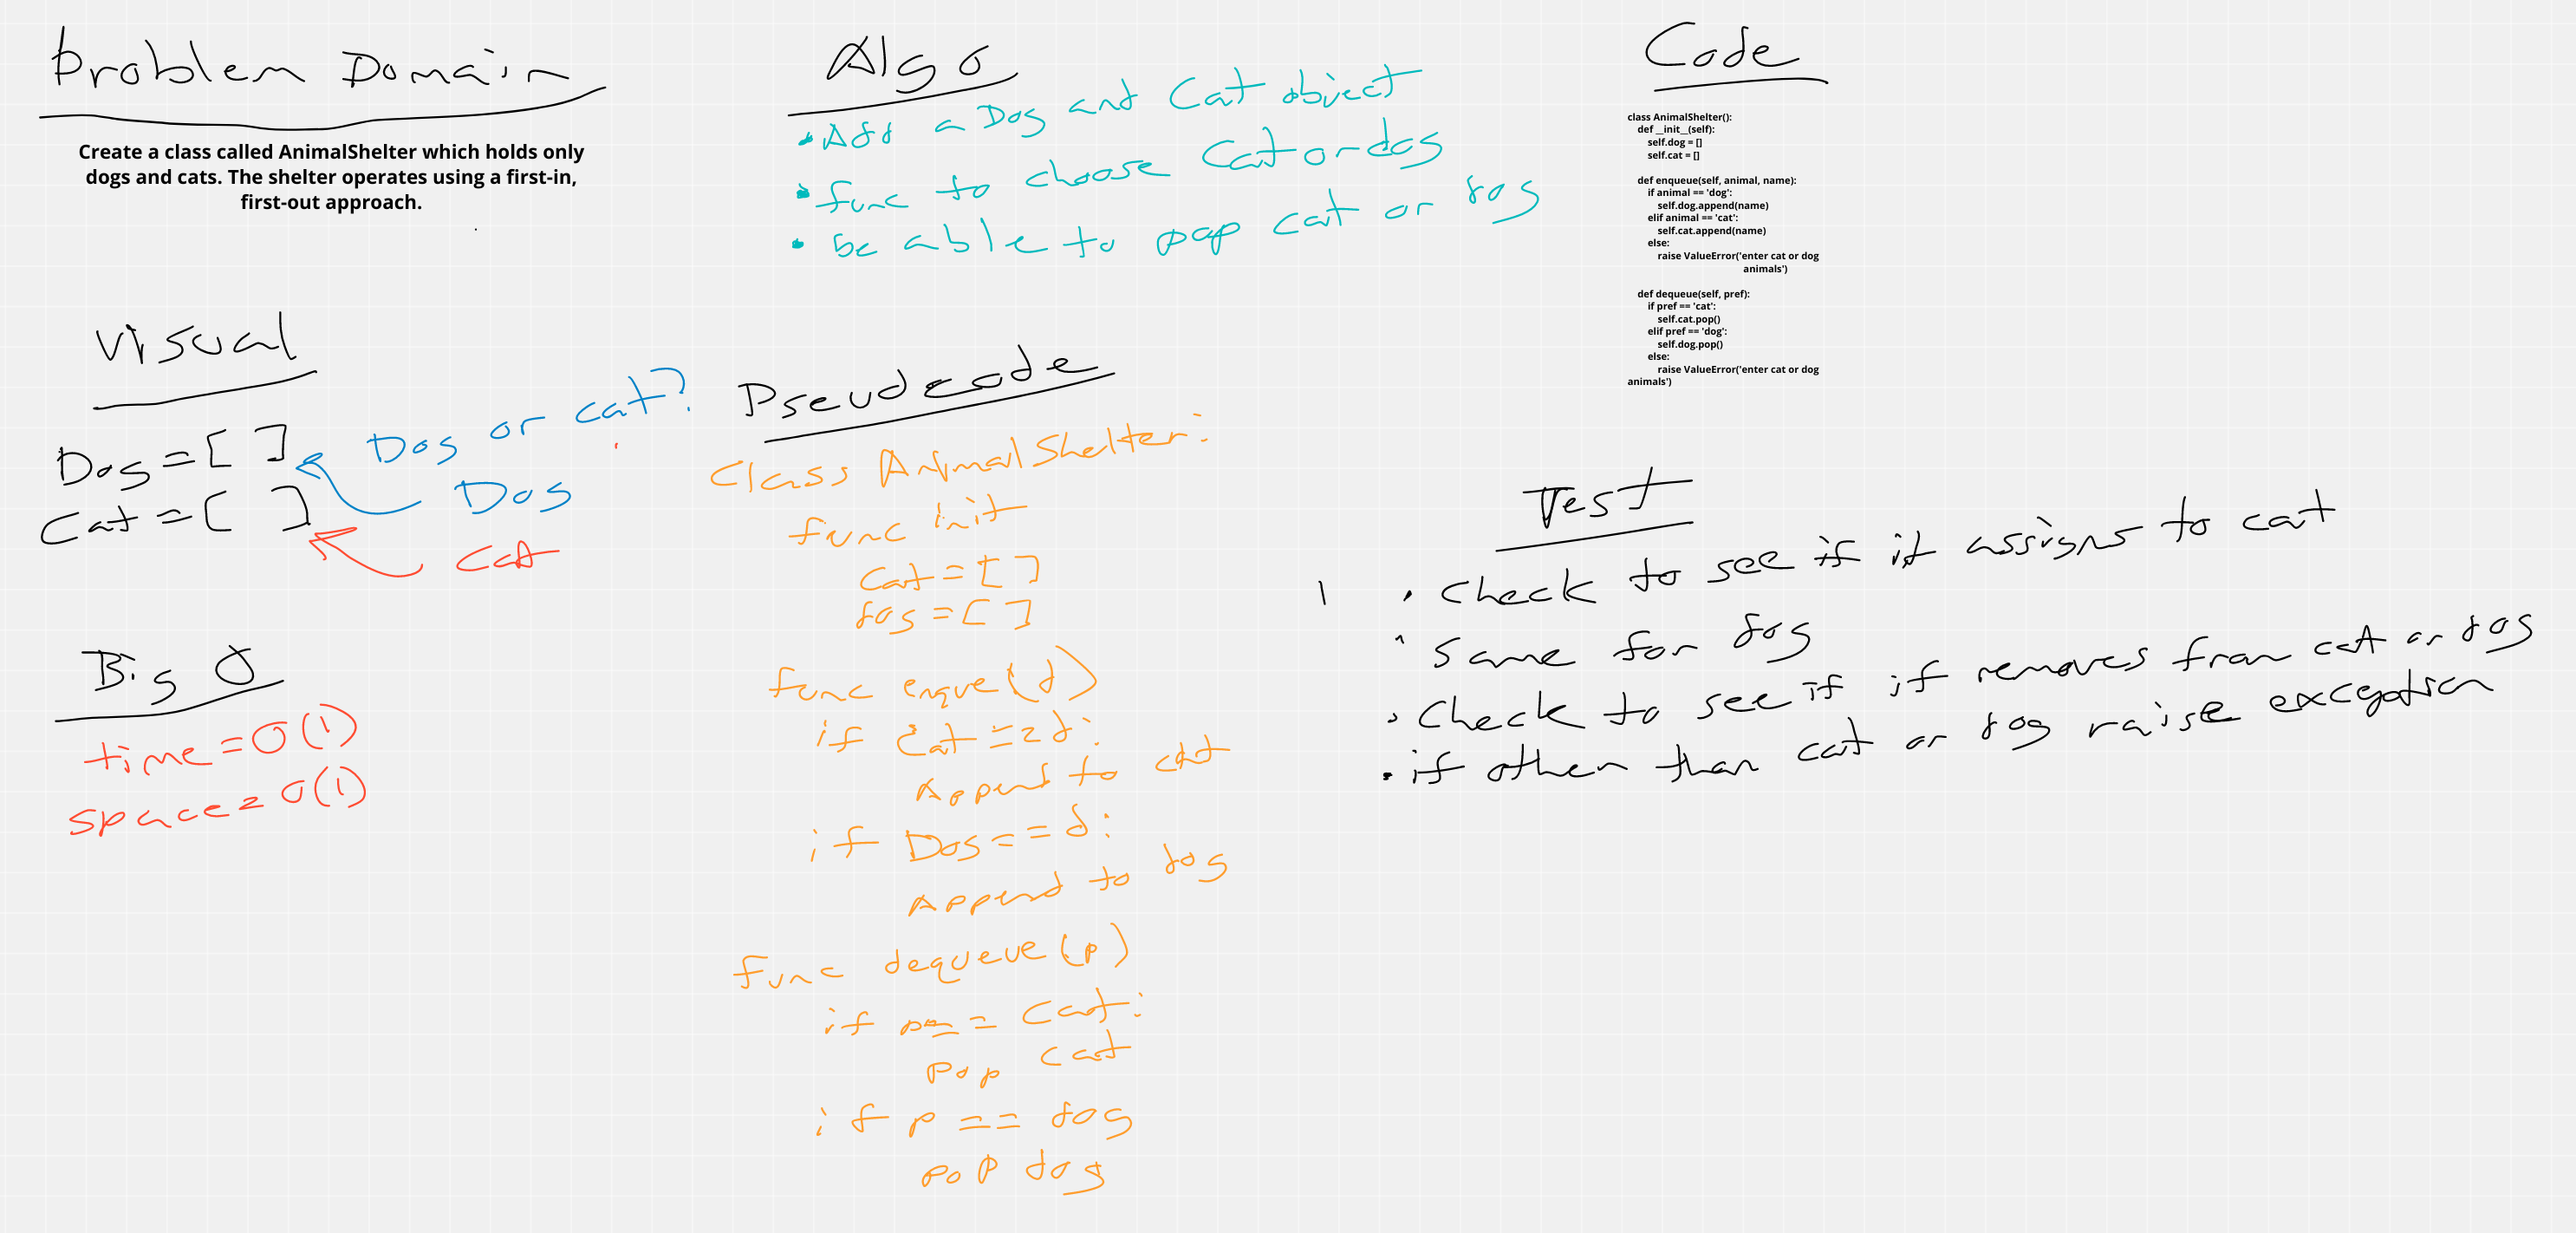 Problem Domain
Create a class called AnimalShelter which holds only
dogs and cats. The shelter operates using a first-in,
first-out approach.
Visual
Dog = [ ]
Dog or cat?
Dog
Cat = [ ]
Cat
Big O
time = O(1)
space = O(1)
Algo
• Add a Dog and Cat object
• func to choose Cat or dog
• be able to pop cat or dog
Pseudcode
Class AnimalShelter:
func init
Cat = [ ]
dog = [ ]
func enque(d)
if Cat == d:
Append to cat
if Dog == d:
Append to dog
func dequeue(p)
if p == Cat:
pop cat
if p == dog
pop dog
Code
class AnimalShelter():
def __init__(self):
self.dog = []
self.cat = []
def enqueue(self, animal, name):
if animal == 'dog':
self.dog.append(name)
elif animal == 'cat':
self.cat.append(name)
else:
raise ValueError('enter cat or dog
animals')
def dequeue(self, pref):
if pref == 'cat':
self.cat.pop()
elif pref == 'dog':
self.dog.pop()
else:
raise ValueError('enter cat or dog
animals')
Test
• Check to see if it assigns to cat
• same for dog
• Check to see if if removes from cat or dog
• if other than cat or dog raise exception